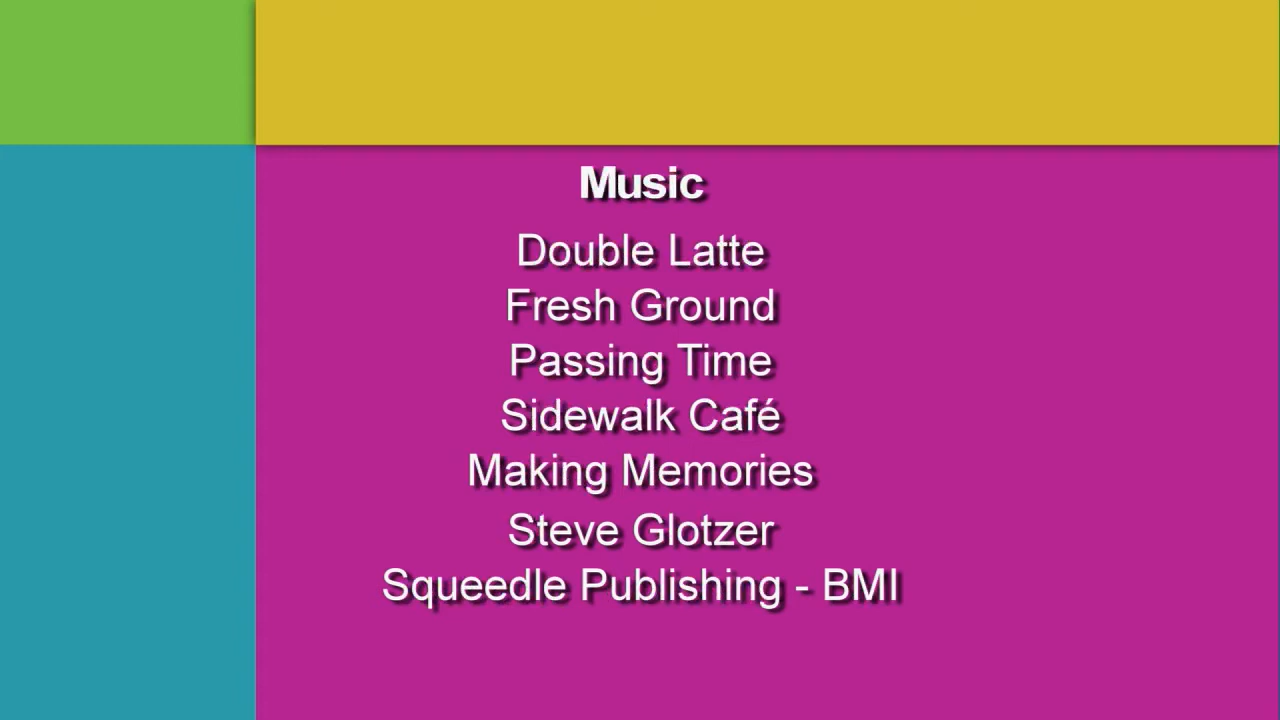 Music
Double Latte
Fresh Ground
Passing Time
Sidewalk Café
Making Memories
Steve Glotzer
Squeedle Publishing - BMI